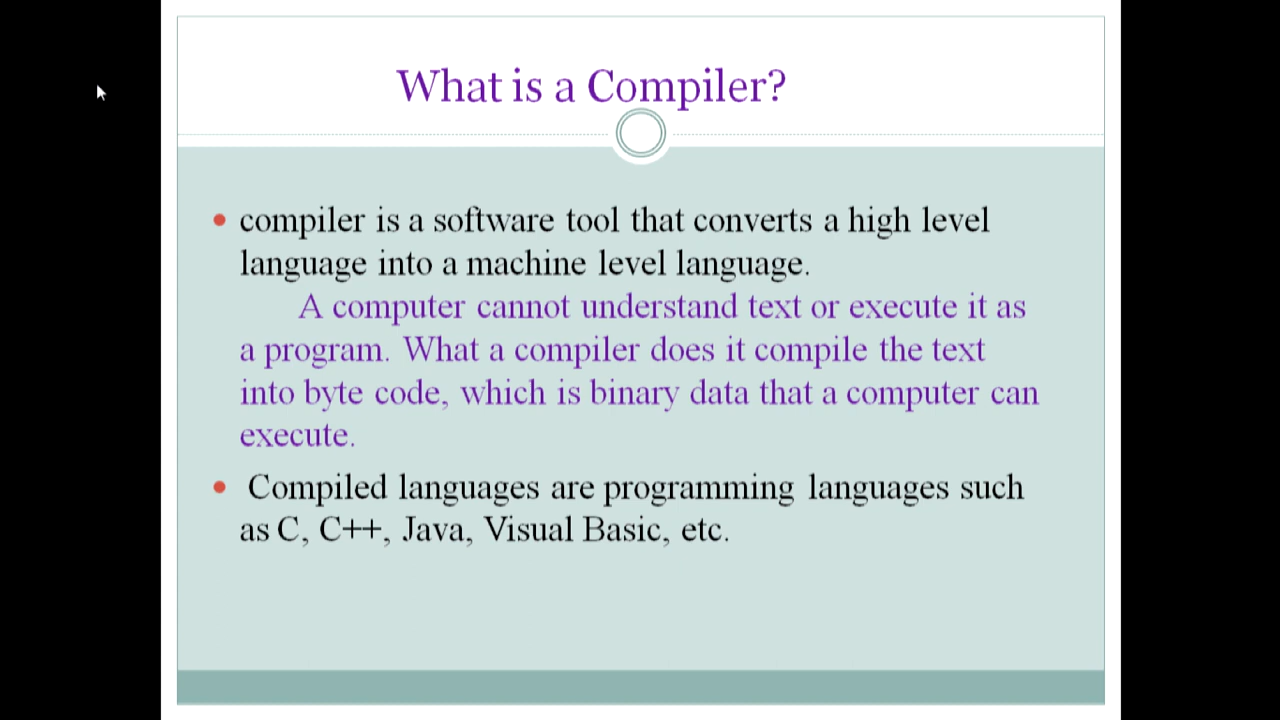 What is a Compiler?
• compiler is a software tool that converts a high level
language into a machine level language.
A computer cannot understand text or execute it as
a program. What a compiler does it compile the text
into byte code, which is binary data that a computer can
execute.
• Compiled languages are programming languages such
as C, C++, Java, Visual Basic, etc.